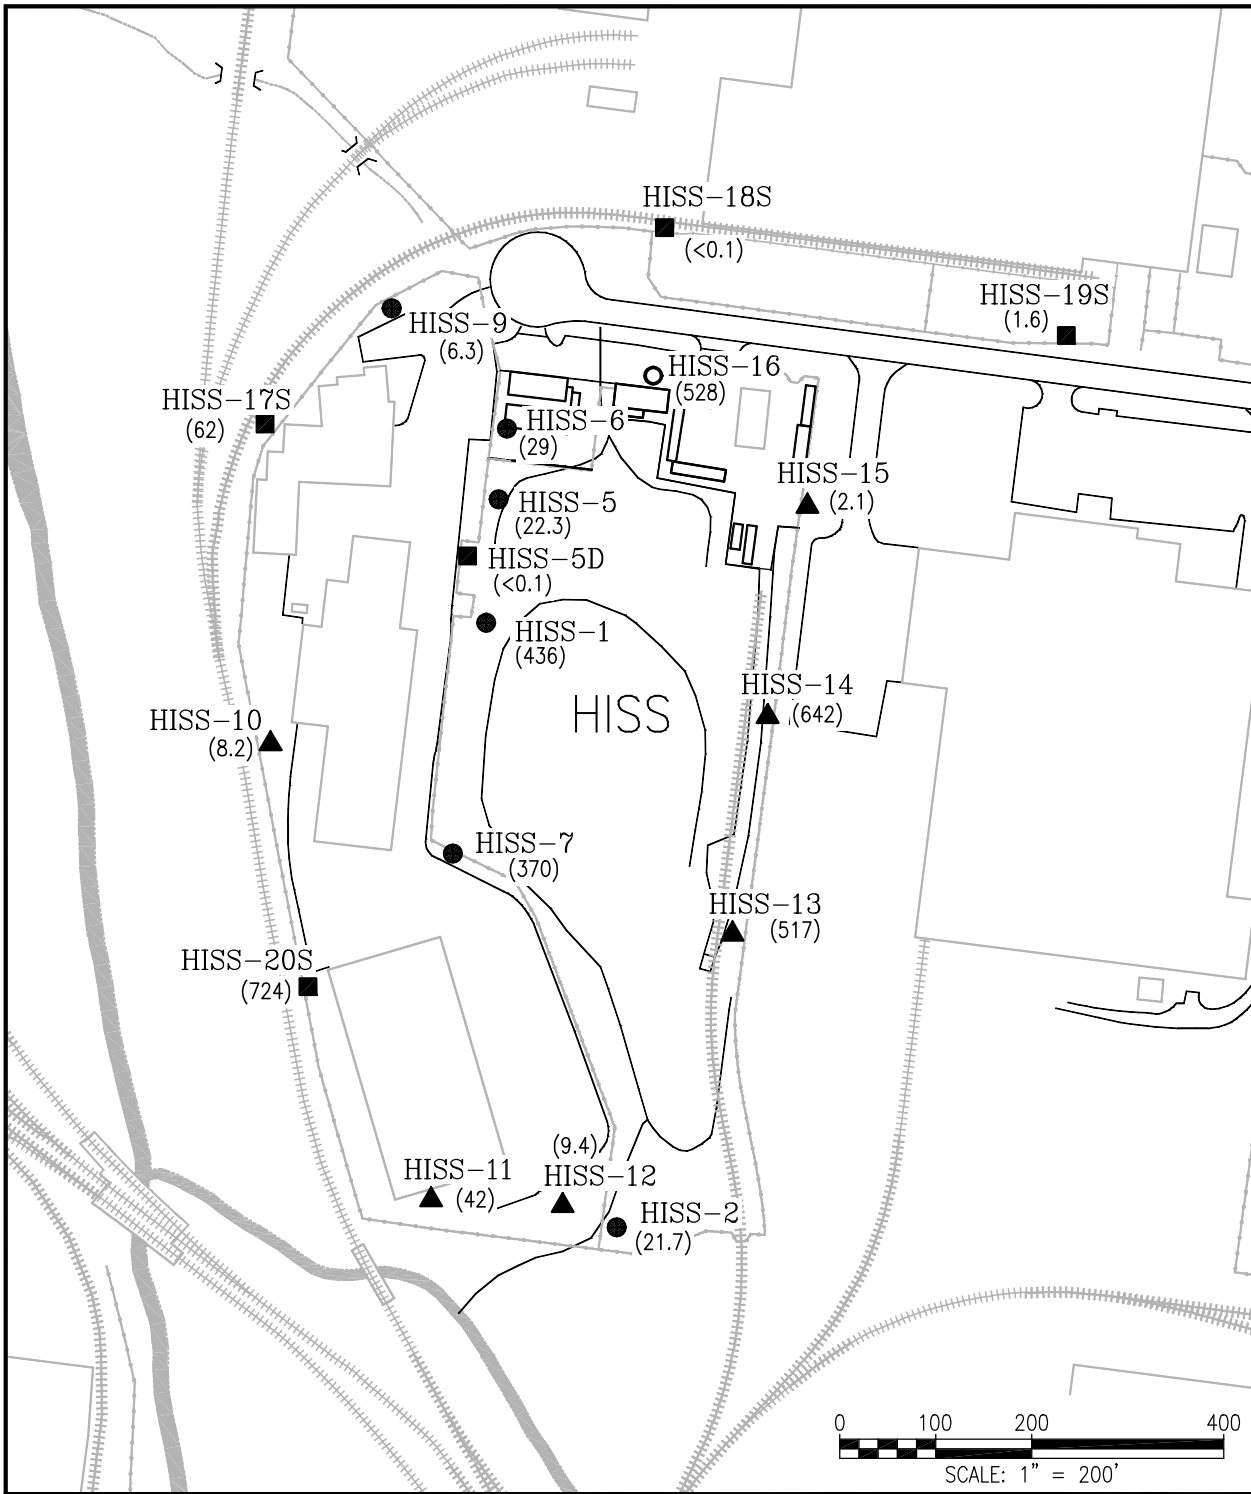 HISS-18S
(<0.1)
HISS-19S
(1.6)
HISS-9
(6.3)
HISS-16
(528)
HISS-17S
(62)
HISS-6
(29)
HISS-15
(2.1)
HISS-5
(22.3)
HISS-5D
(<0.1)
HISS-1
(436)
HISS
HISS-14
(642)
HISS-10
(8.2)
HISS-7
(370)
HISS-13
(517)
HISS-20S
(724)
(9.4)
HISS-12
HISS-11
(42)
HISS-2
(21.7)
0 100 200 400
SCALE: 1" = 200'